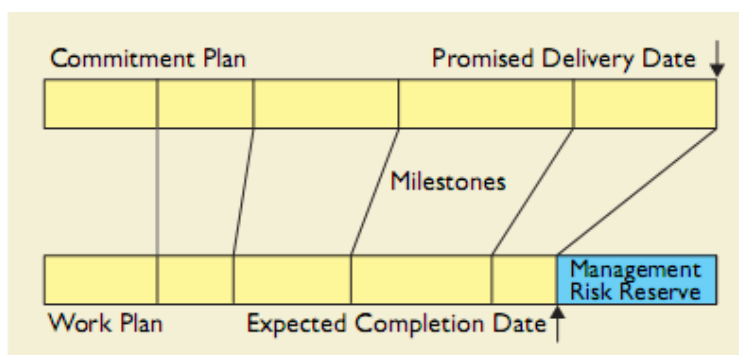 Commitment Plan
Promised Delivery Date
Milestones
Management
Risk Reserve
Work Plan
Expected Completion Date